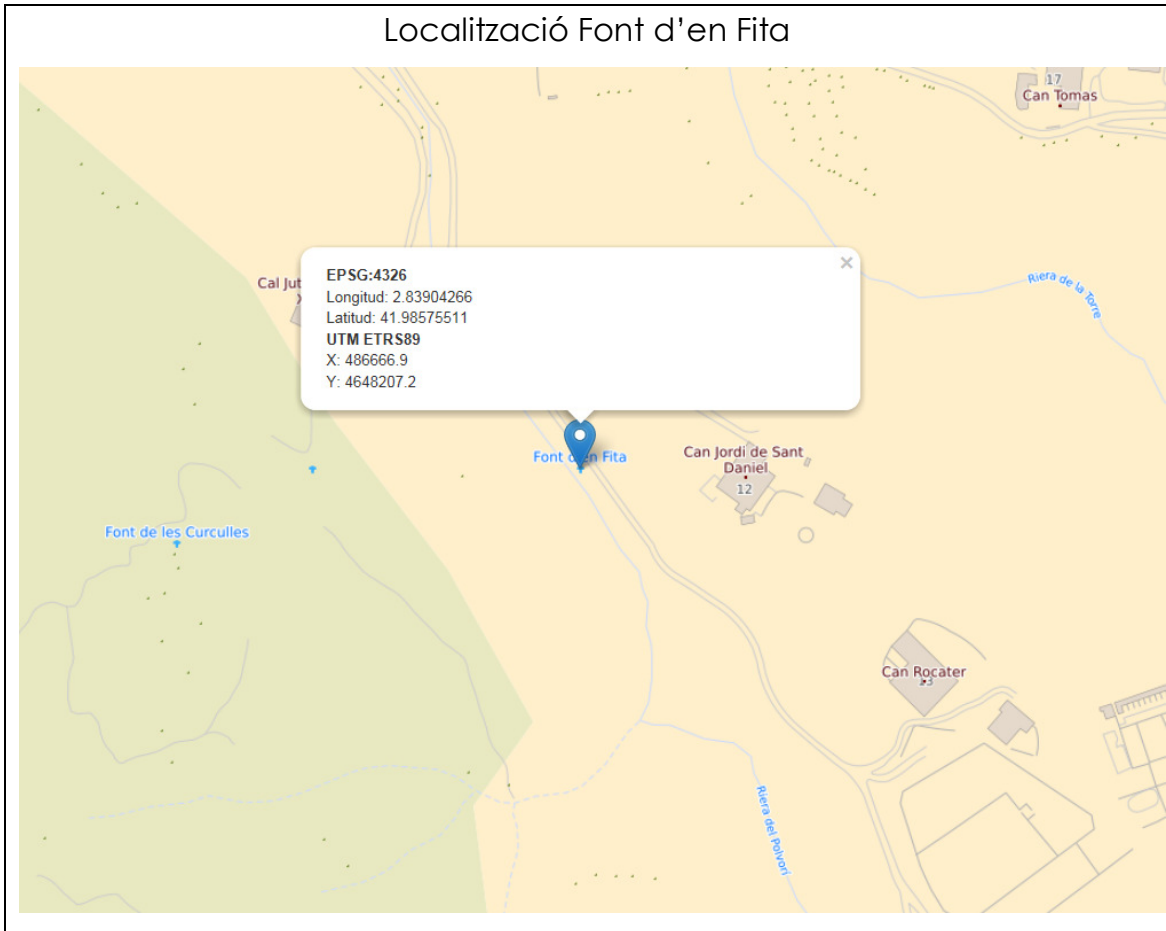 Localització Font d’en Fita
17
Can Tomas
Cal Jut
EPSG:4326
Longitud: 2.83904266
Latitud: 41.98575511
UTM ETRS89
X: 486666.9
Y: 4648207.2
×
Riera de la Torre
Font d'en Fita
Can Jordi de Sant
Daniel
12
Font de les Curculles
Can Rocater
13
Riera del Polvorí